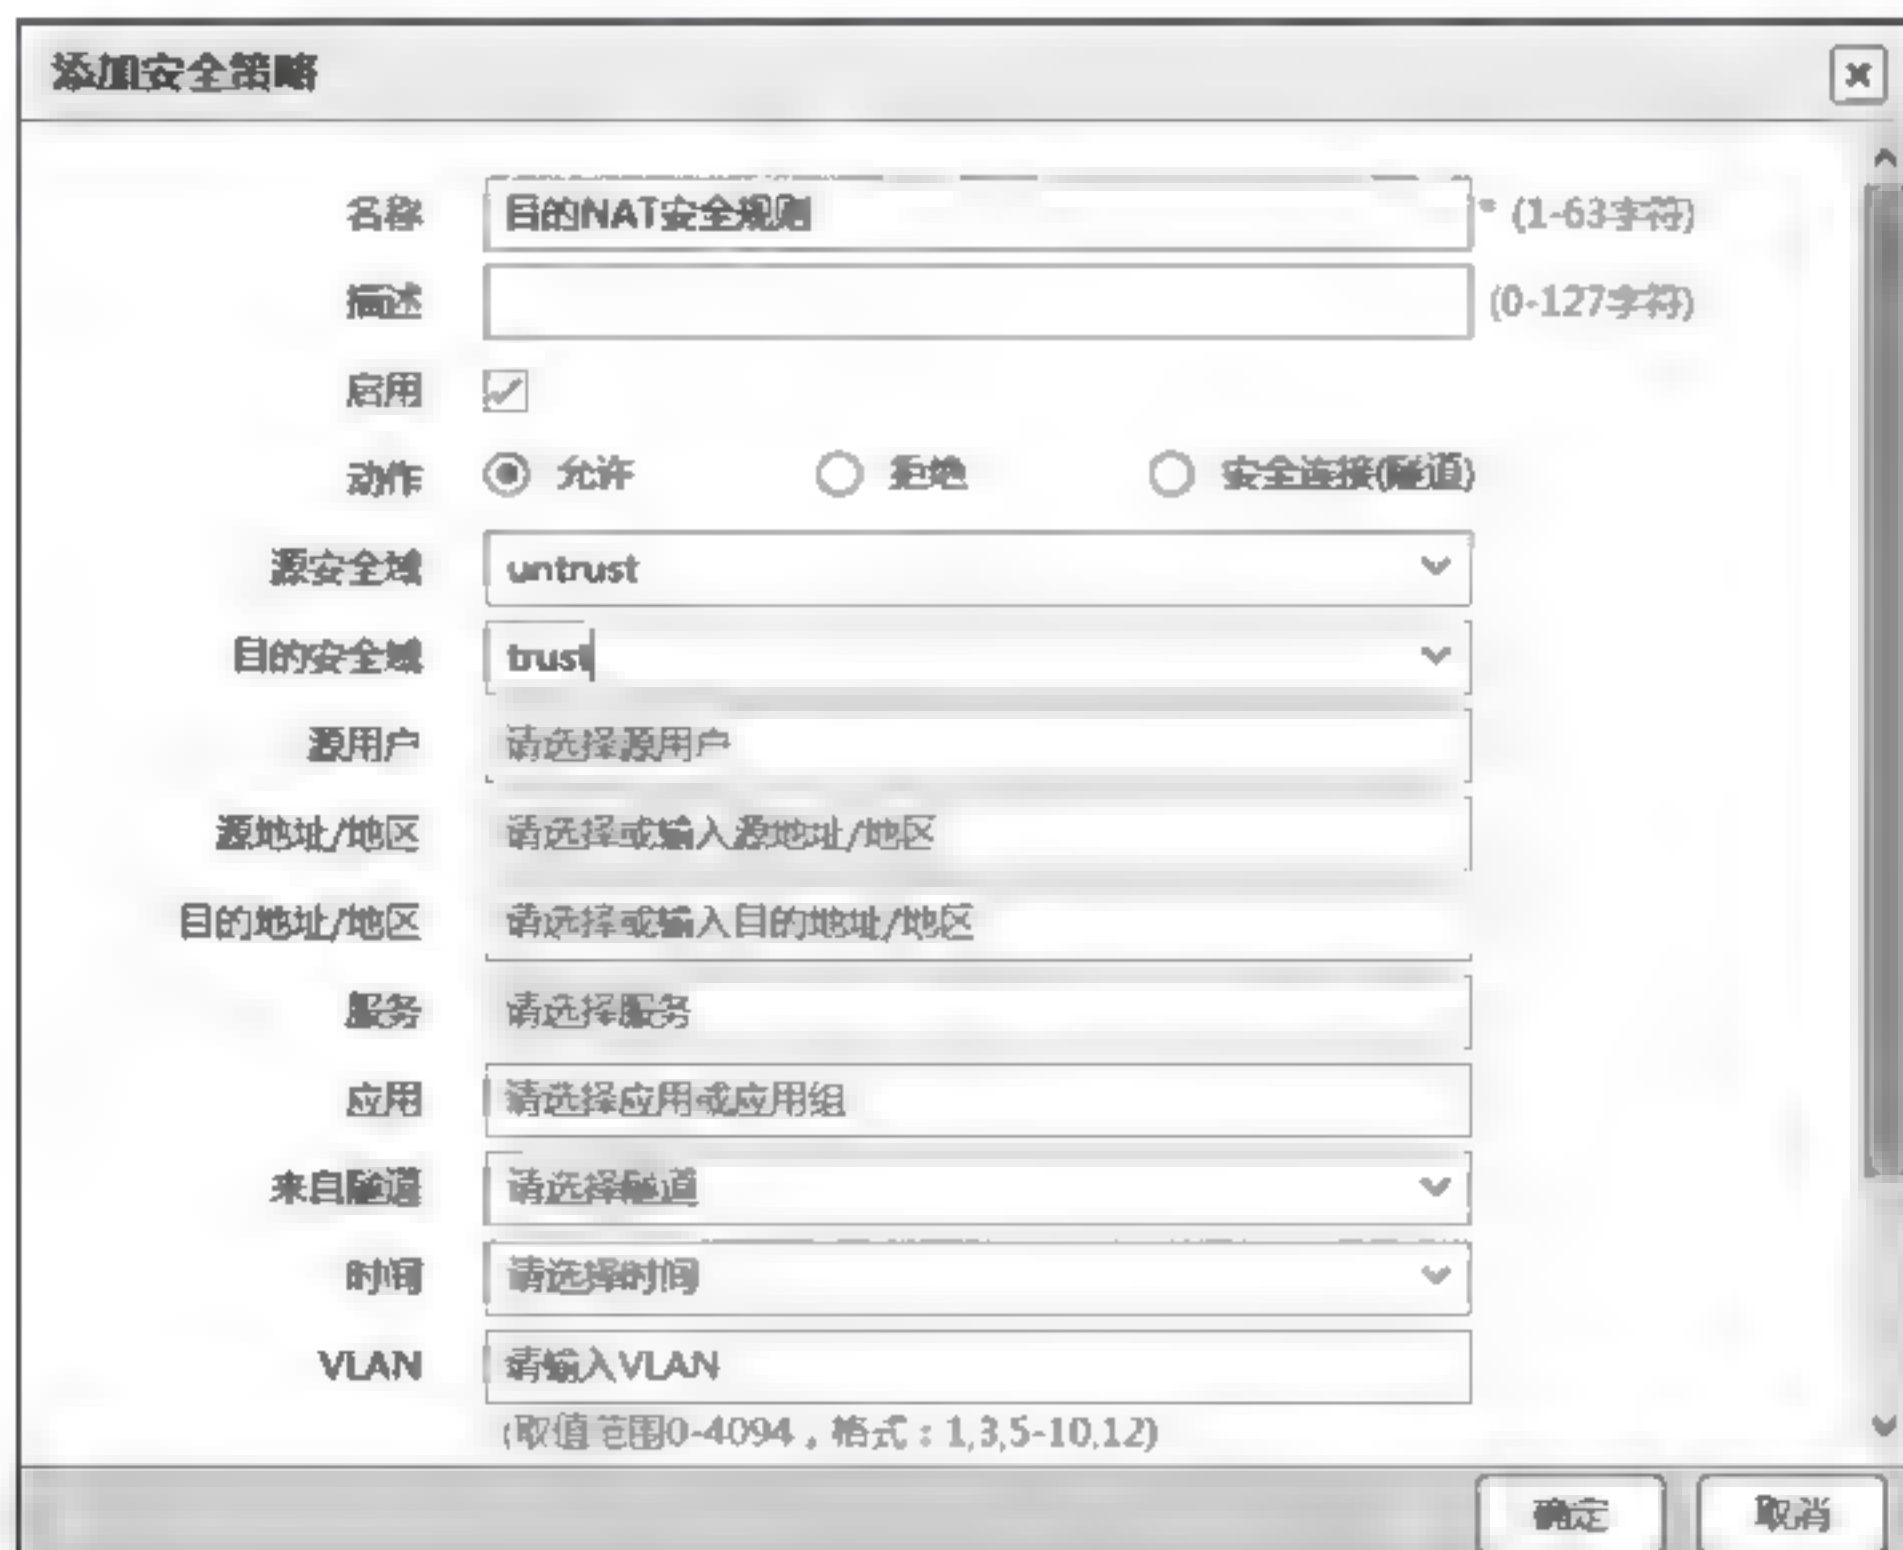 添加安全策略
名称 目的NAT安全规则 * (1-63字符)
描述 (0-127字符)
启用
动作 允许 拒绝 安全连接(隧道)
源安全域 untrust
目的安全域 trust
源用户 请选择源用户
源地址/地区 请选择或输入源地址/地区
目的地址/地区 请选择或输入目的地址/地区
服务 请选择服务
应用 请选择应用或应用组
来自隧道 请选择隧道
时间 请选择时间
VLAN 请输入VLAN
(取值范围0-4094，格式：1,3,5-10,12)
确定 取消